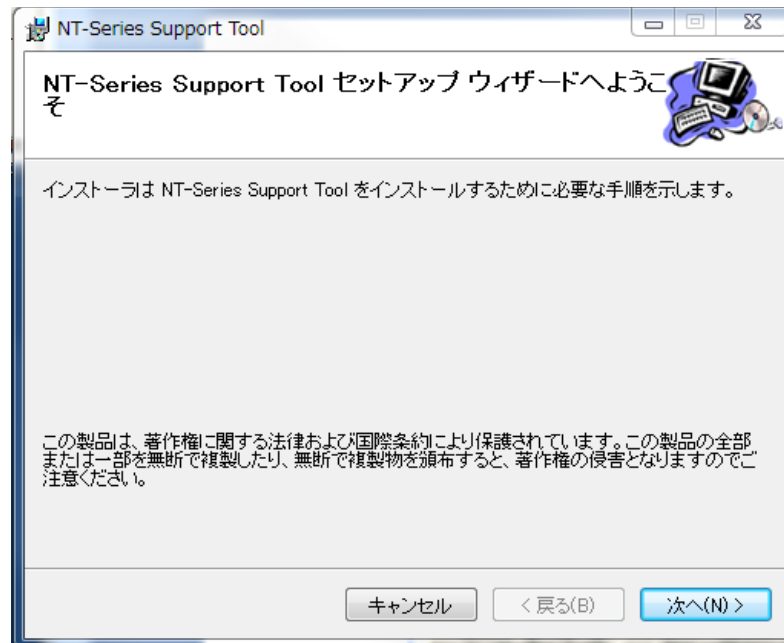 NT-Series Support Tool
NT-Series Support Tool セットアップ ウィザードへようこ
そ
インストーラは NT-Series Support Tool をインストールするために必要な手順を示します。
この製品は、著作権に関する法律および国際条約により保護されています。この製品の全部
または一部を無断で複製したり、無断で複製物を頒布すると、著作権の侵害となりますのでご
注意ください。
キャンセル
< 戻る(B)
次へ(N) >